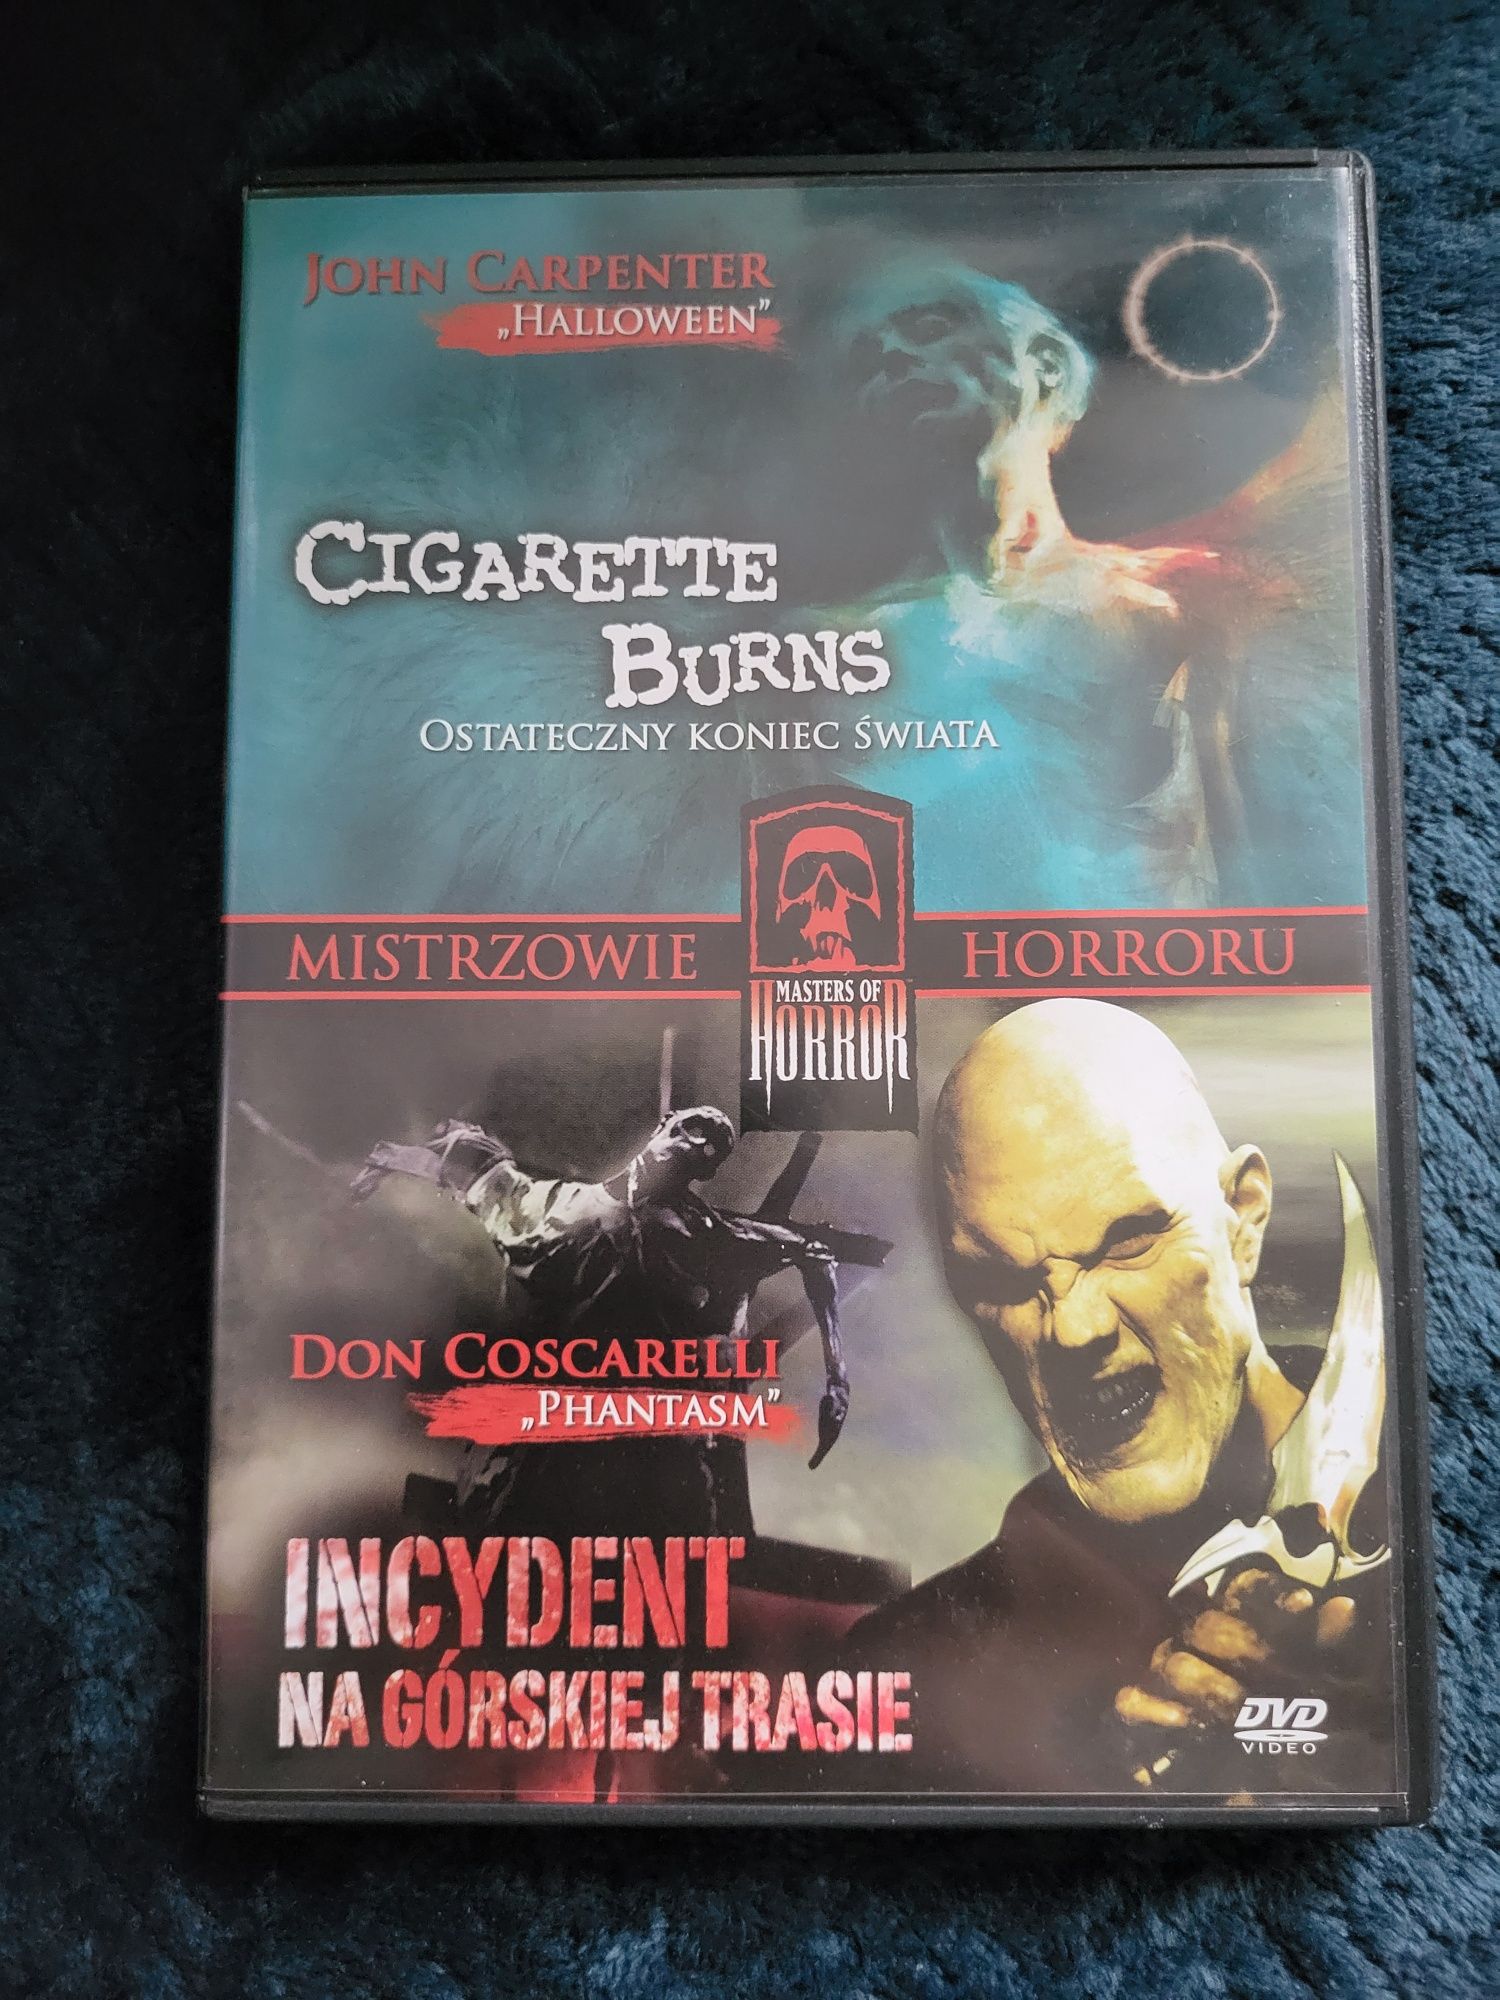 JOHN CARPENTER
„HALLOWEEN”
CIGARETTE
BURNS
OSTATECZNY KONIEC ŚWIATA
MISTRZOWIE HORRORU
MASTERS OF
HORROR
DON COSCARELLI
„PHANTASM”
INCYDENT
NA GÓRSKIEJ TRASIE
DVD
VIDEO